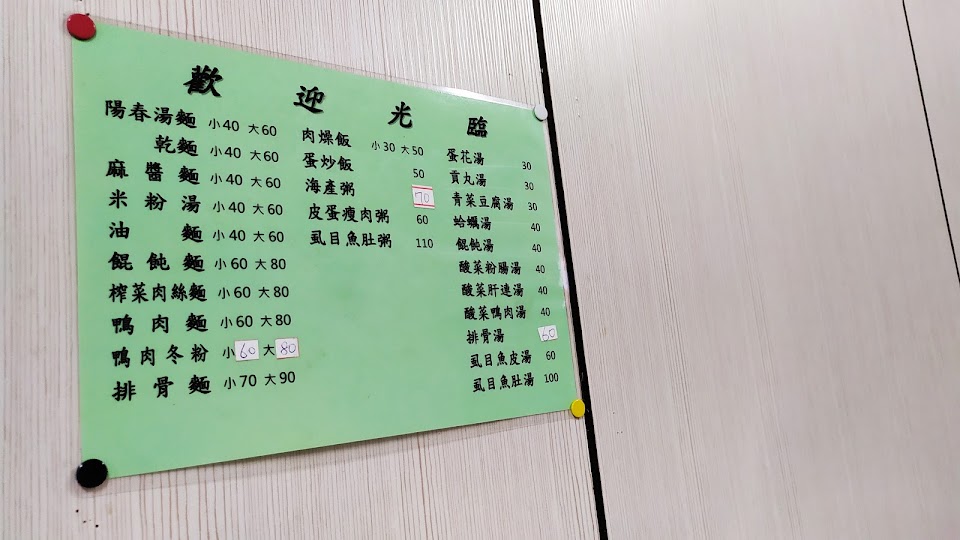 歡迎光臨
陽春湯麵 小40 大60
乾麵 小40 大60
麻醬麵 小40 大60
米粉湯 小40 大60
油麵 小40 大60
餛飩麵 小60 大80
榨菜肉絲麵 小60 大80
鴨肉麵 小60 大80
鴨肉冬粉 小60 大80
排骨麵 小70 大90
肉燥飯 小30 大50
蛋炒飯 50
海產粥 70
皮蛋瘦肉粥 60
虱目魚肚粥 110
蛋花湯 30
貢丸湯 30
青菜豆腐湯 30
蛤蠣湯 40
餛飩湯 40
酸菜粉腸湯 40
酸菜肝連湯 40
酸菜鴨肉湯 40
排骨湯 60
虱目魚皮湯 60
虱目魚肚湯 100